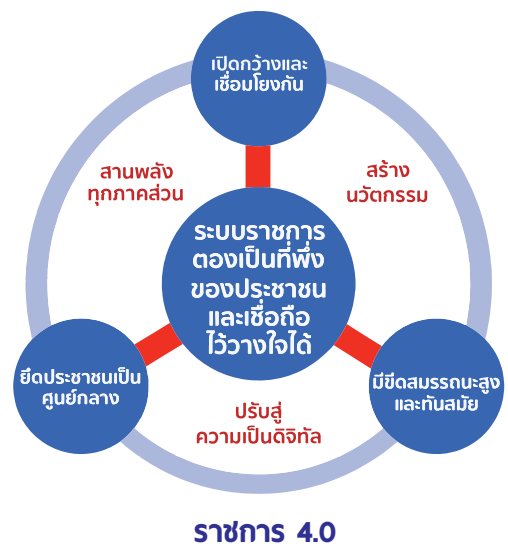 เปิดกว้างและ
เชื่อมโยงกัน
สานพลัง
ทุกภาคส่วน
สร้าง
นวัตกรรม
ระบบราชการ
ตองเป็นที่พึ่ง
ของประชาชน
และเชื่อถือ
ไว้วางใจได้
ยึดประชาชนเป็น
ศูนย์กลาง
มีขีดสมรรถนะสูง
และทันสมัย
ปรับสู่
ความเป็นดิจิทัล
ราชการ 4.0